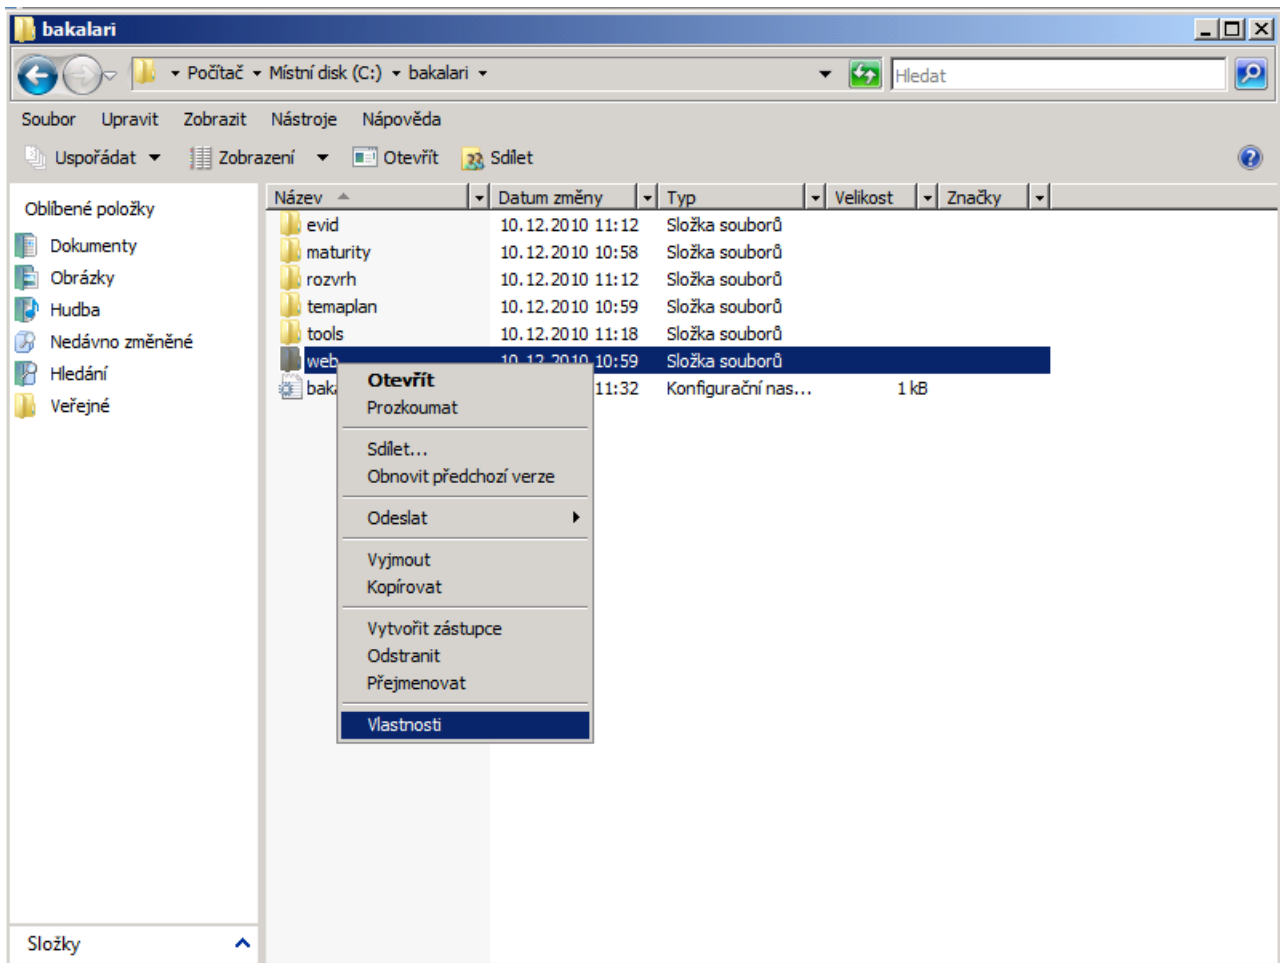 bakalari
Počítač Místní disk (C:) bakalari Hledat
Soubor Upravit Zobrazit Nástroje Nápověda
Uspořádat Zobrazení Otevřít Sdílet
Oblíbené položky
Dokumenty
Obrázky
Hudba
Nedávno změněné
Hledání
Veřejné
Složky
Název Datum změny Typ Velikost Značky
evid 10.12.2010 11:12 Složka souborů
maturity 10.12.2010 10:58 Složka souborů
rozvrh 10.12.2010 11:12 Složka souborů
temaplan 10.12.2010 10:59 Složka souborů
tools 10.12.2010 11:18 Složka souborů
web 10.12.2010 10:59 Složka souborů
11:32 Konfigurační nas... 1 kB
Otevřít
Prozkoumat
Sdílet...
Obnovit předchozí verze
Odeslat
Vyjmout
Kopírovat
Vytvořit zástupce
Odstranit
Přejmenovat
Vlastnosti